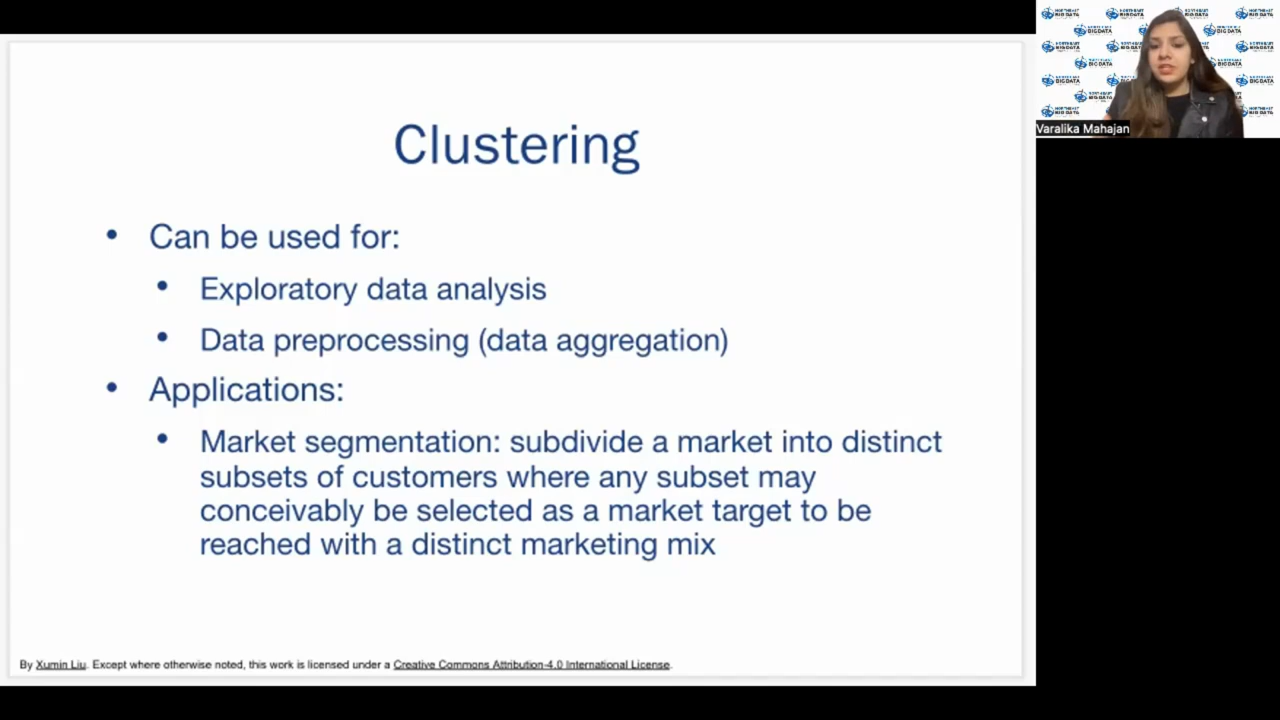 Clustering
• Can be used for:
• Exploratory data analysis
• Data preprocessing (data aggregation)
• Applications:
• Market segmentation: subdivide a market into distinct
subsets of customers where any subset may
conceivably be selected as a market target to be
reached with a distinct marketing mix
By Xumin Liu. Except where otherwise noted, this work is licensed under a Creative Commons Attribution-4.0 International License.
NORTHEAST
BIG DATA
Varalika Mahajan